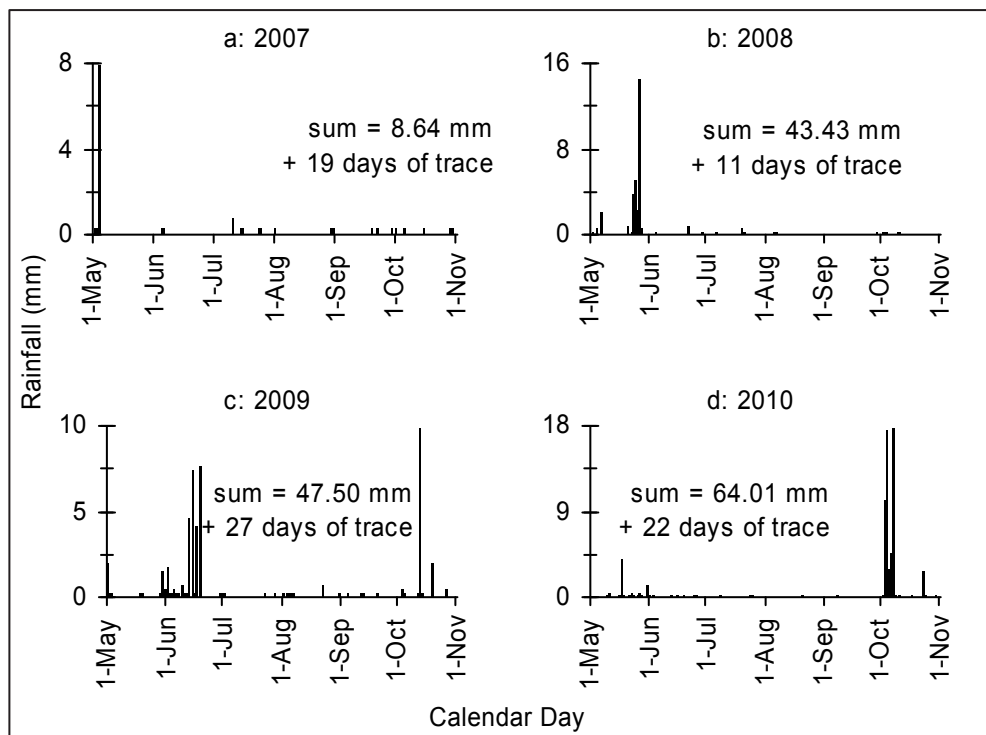 a: 2007
8
4
0
sum = 8.64 mm
+ 19 days of trace
1-May
1-Jun
1-Jul
1-Aug
1-Sep
1-Oct
1-Nov
b: 2008
16
8
0
sum = 43.43 mm
+ 11 days of trace
1-May
1-Jun
1-Jul
1-Aug
1-Sep
1-Oct
1-Nov
Rainfall (mm)
c: 2009
10
5
0
sum = 47.50 mm
+ 27 days of trace
1-May
1-Jun
1-Jul
1-Aug
1-Sep
1-Oct
1-Nov
d: 2010
18
9
0
sum = 64.01 mm
+ 22 days of trace
1-May
1-Jun
1-Jul
1-Aug
1-Sep
1-Oct
1-Nov
Calendar Day